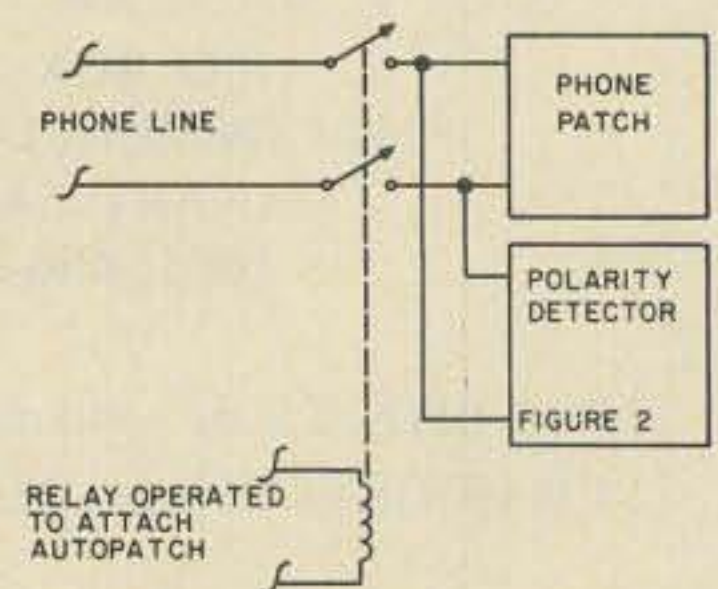 PHONE LINE
PHONE
PATCH
POLARITY
DETECTOR
FIGURE 2
RELAY OPERATED
TO ATTACH
AUTOPATCH